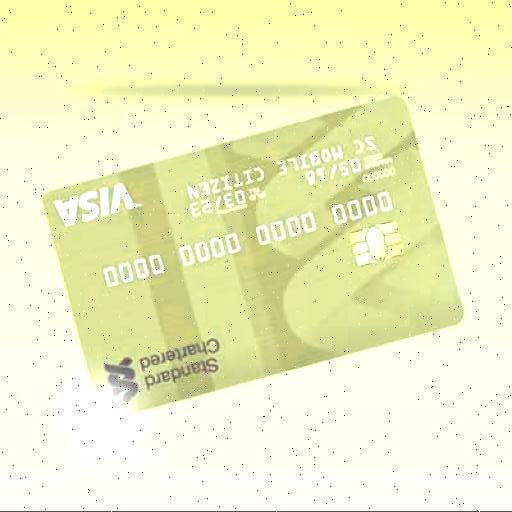 Standard
Chartered
0000 0000 0000 0000
05/18 03/23
SC MOBILE CITIZEN
VISA